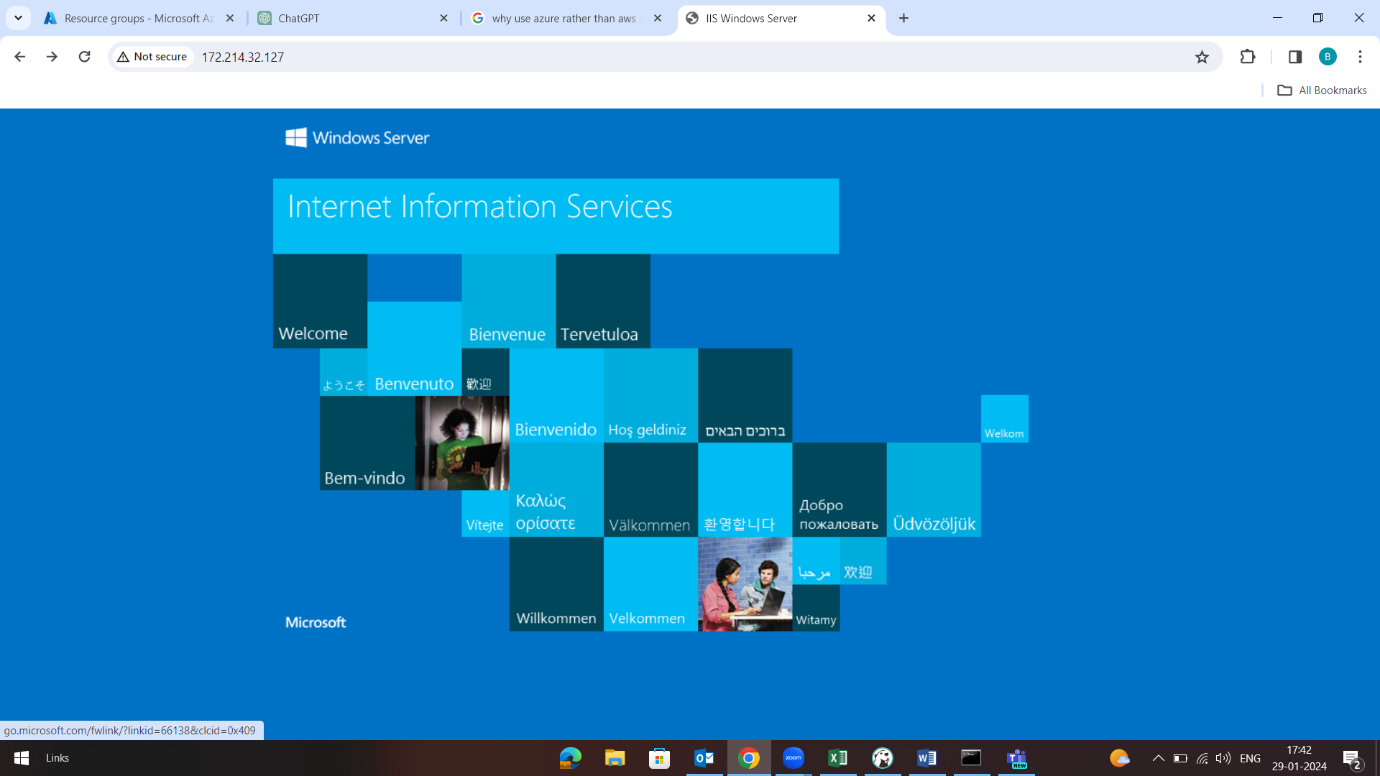 Resource groups - Microsoft Az
ChatGPT
why use azure rather than aws -
IIS Windows Server
Not secure
172.214.32.127
B
All Bookmarks
Windows Server
Internet Information Services
Welcome
Bienvenue
Tervetuloa
ようこそ
Benvenuto
歡迎
Bienvenido
Hoş geldiniz
ברוכים הבאים
Welkom
Bem-vindo
Vítejte
Καλώς
ορίσατε
Välkommen
환영합니다
Добро
пожаловать
Üdvözöljük
Willkommen
Velkommen
مرحبا
欢迎
Witamy
Microsoft
go.microsoft.com/fwlink/?linkid=66138&clcid=0x409
Links
zoom
NEW
ENG
17:42
29-01-2024
2